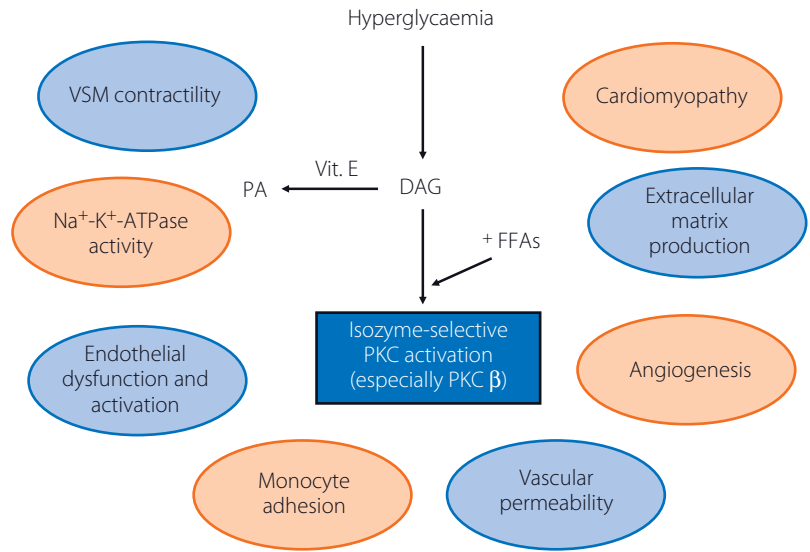 Hyperglycaemia
VSM contractility
Cardiomyopathy
Vit. E
PA
DAG
Na⁺-K⁺-ATPase
activity
Extracellular
matrix
production
+ FFAs
Isozyme-selective
PKC activation
(especially PKC β)
Endothelial
dysfunction and
activation
Angiogenesis
Monocyte
adhesion
Vascular
permeability